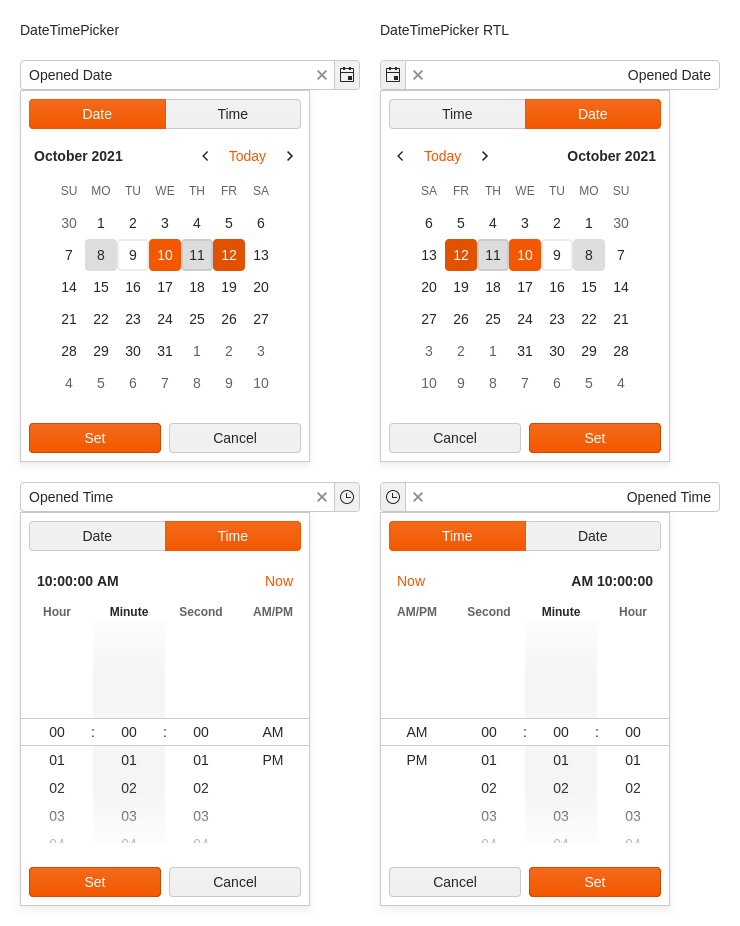 DateTimePicker
Opened Date
Date Time
October 2021 Today
SU MO TU WE TH FR SA
30 1 2 3 4 5 6
7 8 9 10 11 12 13
14 15 16 17 18 19 20
21 22 23 24 25 26 27
28 29 30 31 1 2 3
4 5 6 7 8 9 10
Set Cancel
Opened Time
Date Time
10:00:00 AM Now
Hour Minute Second AM/PM
00 : 00 : 00 AM
01 01 01 PM
02 02 02
03 03 03
04 04 04
Set Cancel
DateTimePicker RTL
Opened Date
Time Date
Today October 2021
SA FR TH WE TU MO SU
6 5 4 3 2 1 30
13 12 11 10 9 8 7
20 19 18 17 16 15 14
27 26 25 24 23 22 21
3 2 1 31 30 29 28
10 9 8 7 6 5 4
Cancel Set
Opened Time
Time Date
Now AM 10:00:00
AM/PM Second Minute Hour
AM 00 : 00 : 00
PM 01 01 01
02 02 02
03 03 03
04 04 04
Cancel Set